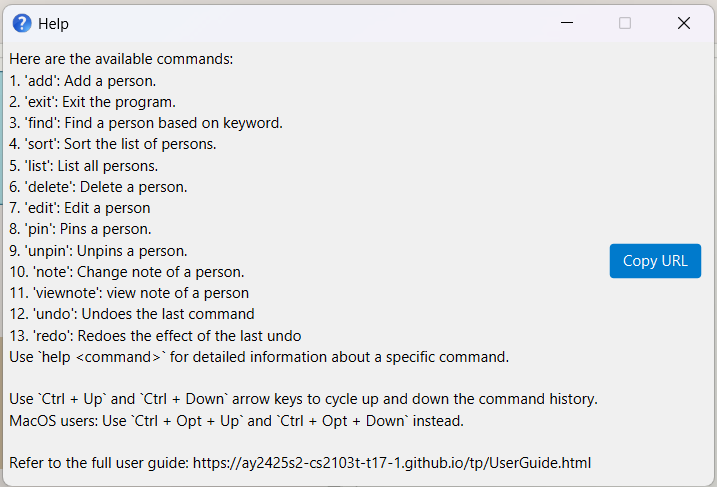 Help
Here are the available commands:
1. 'add': Add a person.
2. 'exit': Exit the program.
3. 'find': Find a person based on keyword.
4. 'sort': Sort the list of persons.
5. 'list': List all persons.
6. 'delete': Delete a person.
7. 'edit': Edit a person
8. 'pin': Pins a person.
9. 'unpin': Unpins a person.
10. 'note': Change note of a person.
11. 'viewnote': view note of a person
12. 'undo': Undoes the last command
13. 'redo': Redoes the effect of the last undo
Use `help <command>` for detailed information about a specific command.
Use `Ctrl + Up` and `Ctrl + Down` arrow keys to cycle up and down the command history.
MacOS users: Use `Ctrl + Opt + Up` and `Ctrl + Opt + Down` instead.
Refer to the full user guide: https://ay2425s2-cs2103t-t17-1.github.io/tp/UserGuide.html
Copy URL